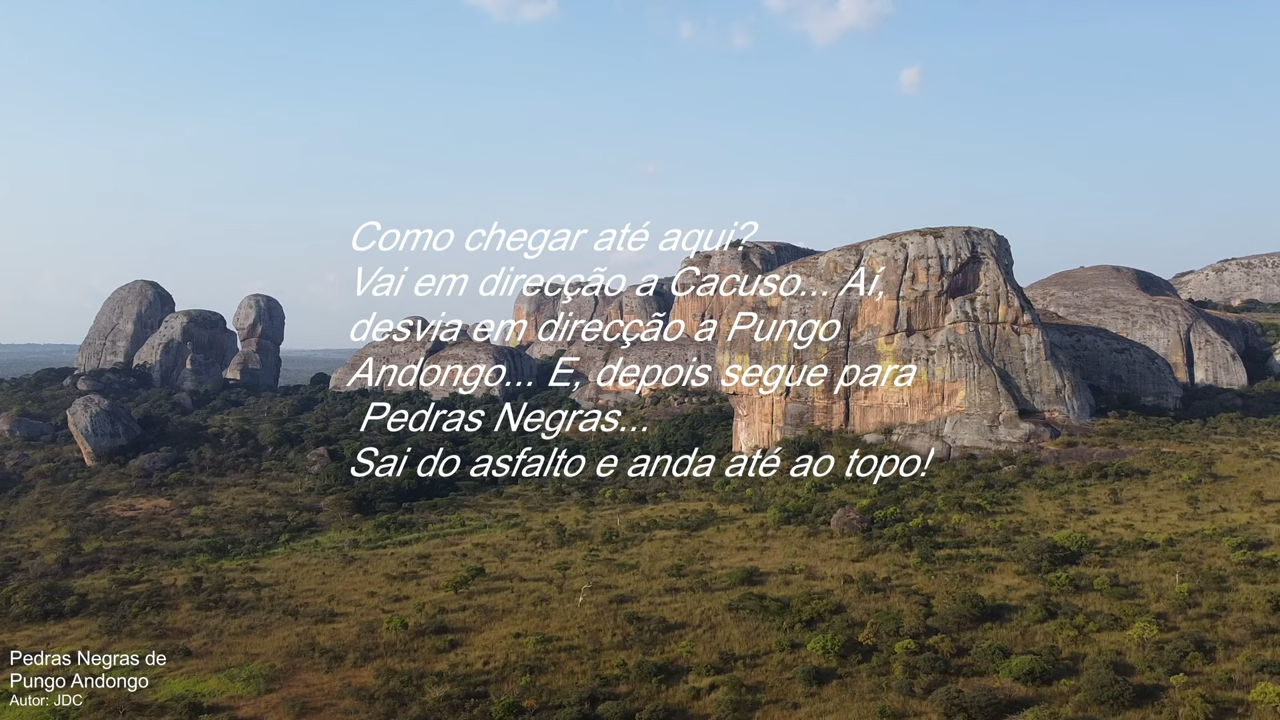 Como chegar até aqui?
Vai em direcção a Cacuso... Aí,
desvia em direcção a Pungo
Andongo... E, depois segue para
Pedras Negras...
Sai do asfalto e anda até ao topo!
Pedras Negras de
Pungo Andongo
Autor: JDC